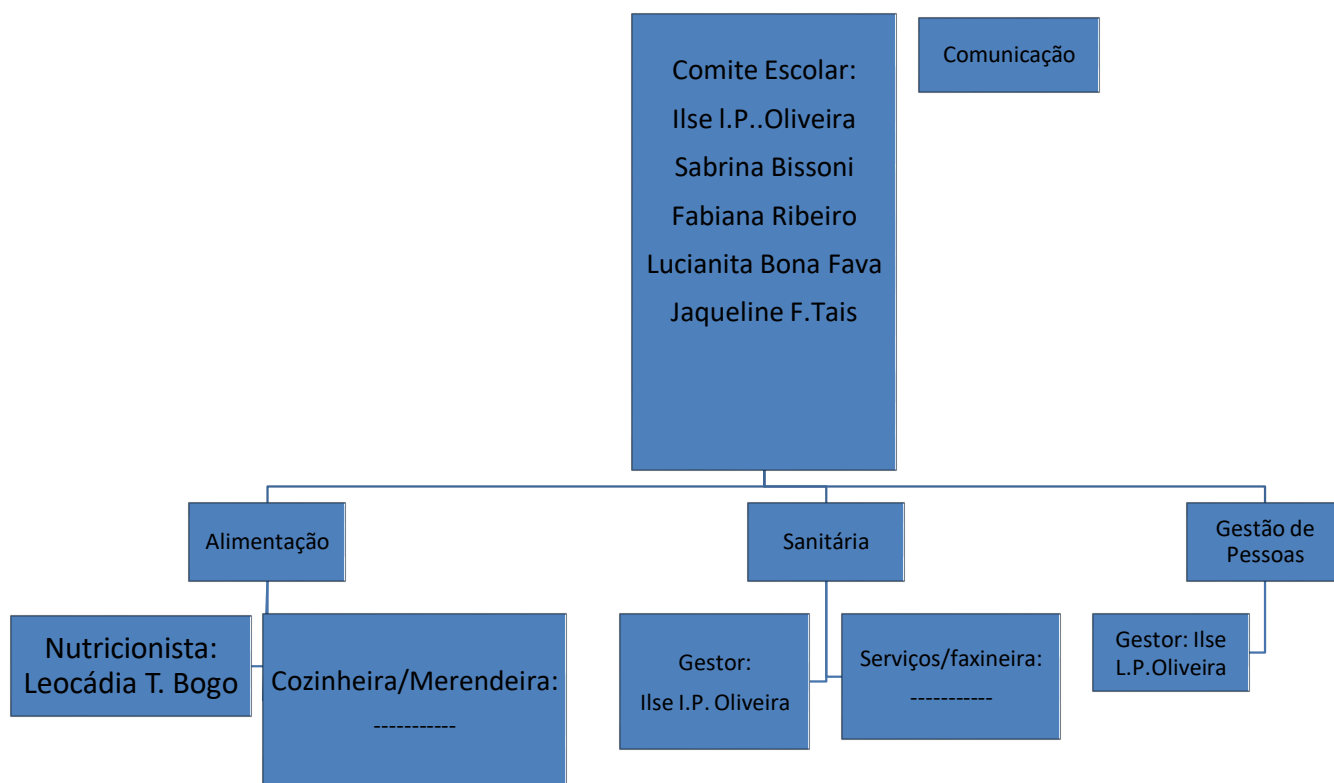 Comite Escolar:
Ilse l.P..Oliveira
Sabrina Bissoni
Fabiana Ribeiro
Lucianita Bona Fava
Jaqueline F.Tais
Comunicação
Alimentação
Sanitária
Gestão de
Pessoas
Nutricionista:
Leocádia T. Bogo
Cozinheira/Merendeira:
-----------
Gestor:
Ilse I.P. Oliveira
Serviços/faxineira:
-----------
Gestor: Ilse
L.P.Oliveira